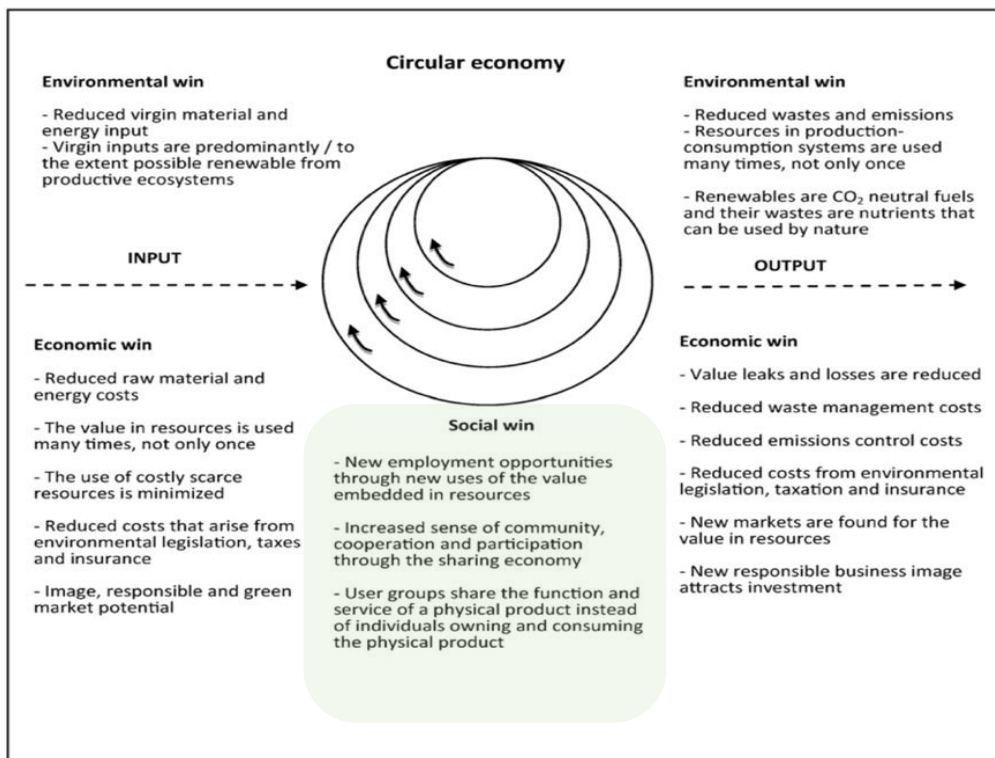 Circular economy
Environmental win
- Reduced virgin material and
energy input
- Virgin inputs are predominantly / to
the extent possible renewable from
productive ecosystems
INPUT
Economic win
- Reduced raw material and
energy costs
- The value in resources is used
many times, not only once
- The use of costly scarce
resources is minimized
- Reduced costs that arise from
environmental legislation, taxes
and insurance
- Image, responsible and green
market potential
Social win
- New employment opportunities
through new uses of the value
embedded in resources
- Increased sense of community,
cooperation and participation
through the sharing economy
- User groups share the function and
service of a physical product instead
of individuals owning and consuming
the physical product
Environmental win
- Reduced wastes and emissions
- Resources in production-
consumption systems are used
many times, not only once
- Renewables are CO₂ neutral fuels
and their wastes are nutrients that
can be used by nature
OUTPUT
Economic win
- Value leaks and losses are reduced
- Reduced waste management costs
- Reduced emissions control costs
- Reduced costs from environmental
legislation, taxation and insurance
- New markets are found for the
value in resources
- New responsible business image
attracts investment